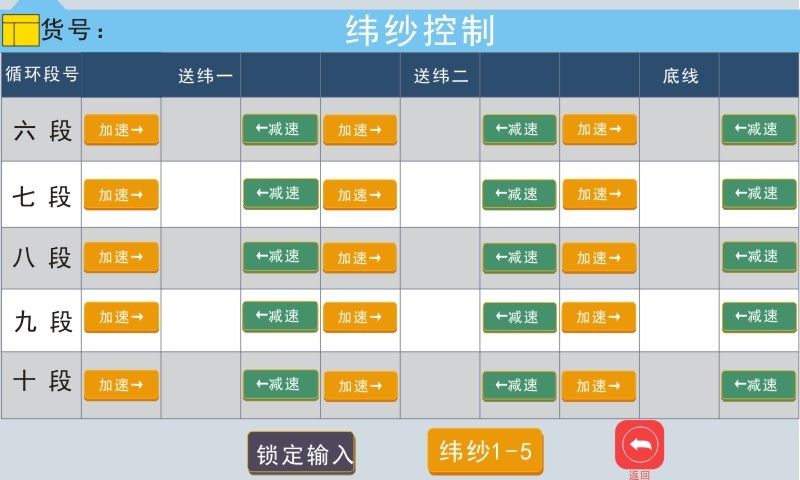 货号：
纬纱控制
循环段号 送纬一 送纬二 底线
六 段 加速→ ←减速 加速→ ←减速 加速→ ←减速
七 段 加速→ ←减速 加速→ ←减速 加速→ ←减速
八 段 加速→ ←减速 加速→ ←减速 加速→ ←减速
九 段 加速→ ←减速 加速→ ←减速 加速→ ←减速
十 段 加速→ ←减速 加速→ ←减速 加速→ ←减速
锁定输入 纬纱1-5
返回